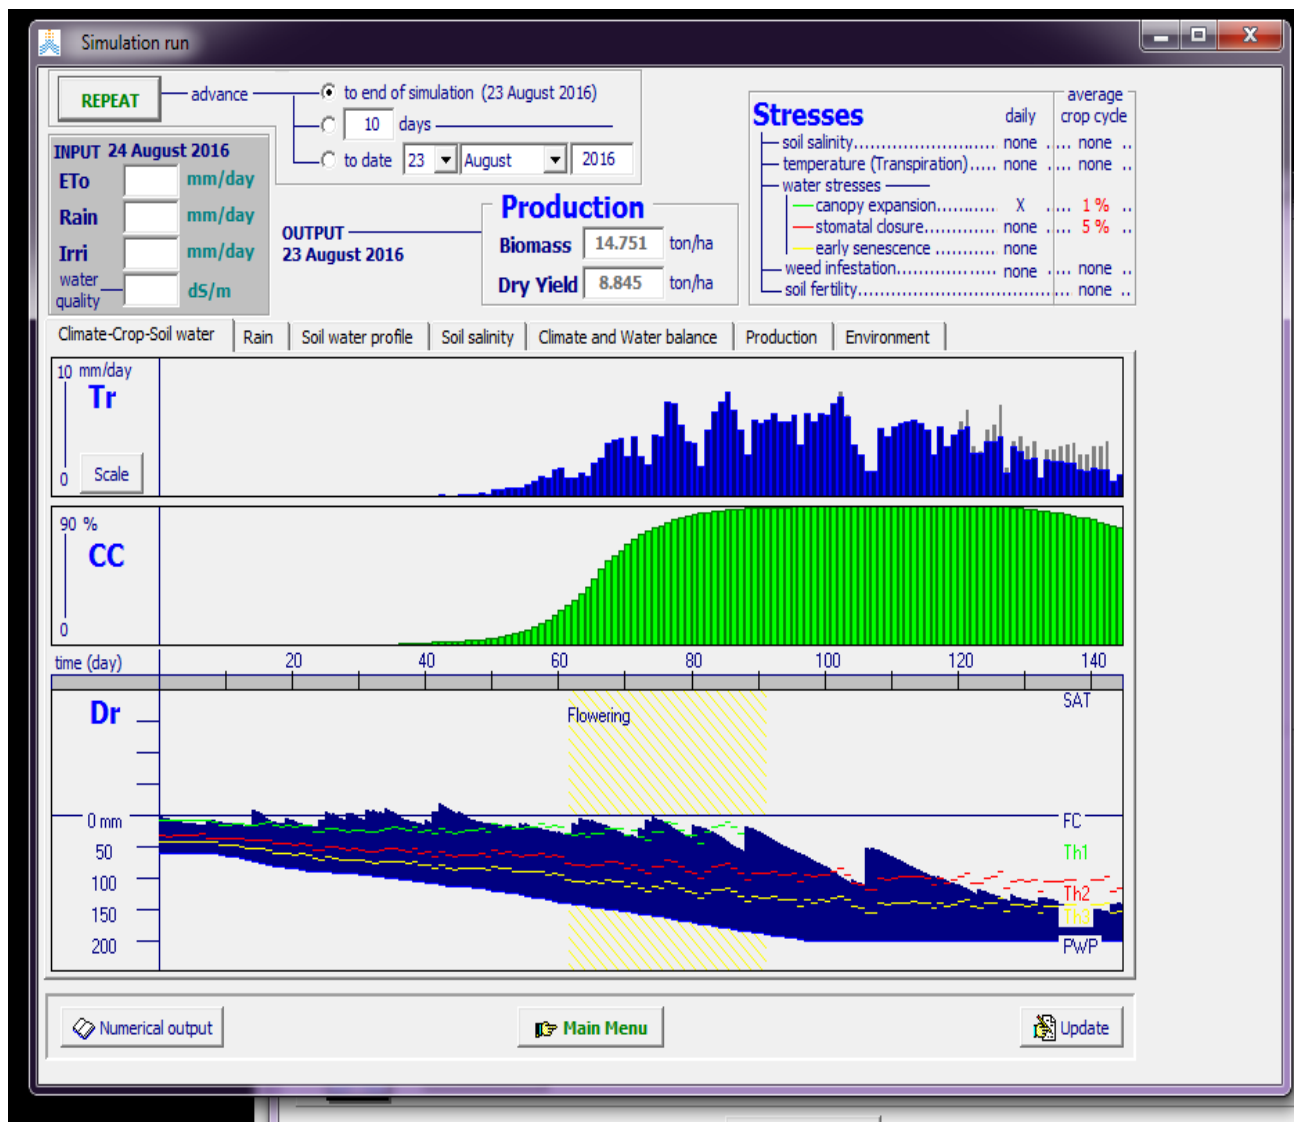 Simulation run
X
REPEAT
advance
to end of simulation (23 August 2016)
10 days
to date 23 August 2016
INPUT 24 August 2016
ETo mm/day
Rain mm/day
Irri mm/day
water quality dS/m
OUTPUT
23 August 2016
Production
Biomass 14.751 ton/ha
Dry Yield 8.845 ton/ha
Stresses daily average crop cycle
soil salinity............................ none ..... none ..
temperature (Transpiration)..... none .... none ..
water stresses
canopy expansion........... X .... 1 % ..
stomatal closure............. none .... 5 % ..
early senescence ........... none
weed infestation................. none .... none ..
soil fertility....................................... none ..
Climate-Crop-Soil water Rain Soil water profile Soil salinity Climate and Water balance Production Environment
10 mm/day
Tr
0 Scale
90 %
CC
0
time (day) 20 40 60 80 100 120 140
Dr
SAT
Flowering
0 mm
FC
50
Th1
100
Th2
150
Th3
200
PWP
Numerical output Main Menu Update